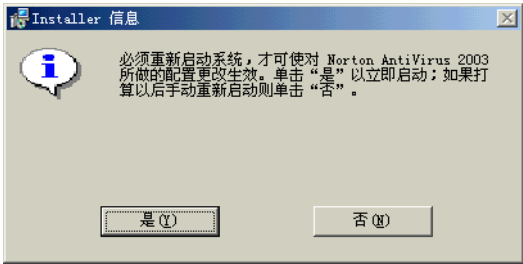 Installer 信息
必须重新启动系统，才可使对 Norton AntiVirus 2003
所做的配置更改生效。单击“是”以立即启动；如果打
算以后手动重新启动则单击“否”。
是(Y)
否(N)